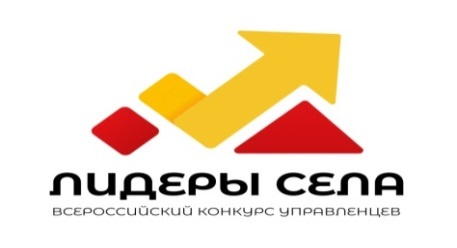 ЛИДЕРЫ СЕЛА
ВСЕРОССИЙСКИЙ КОНКУРС УПРАВЛЕНЦЕВ